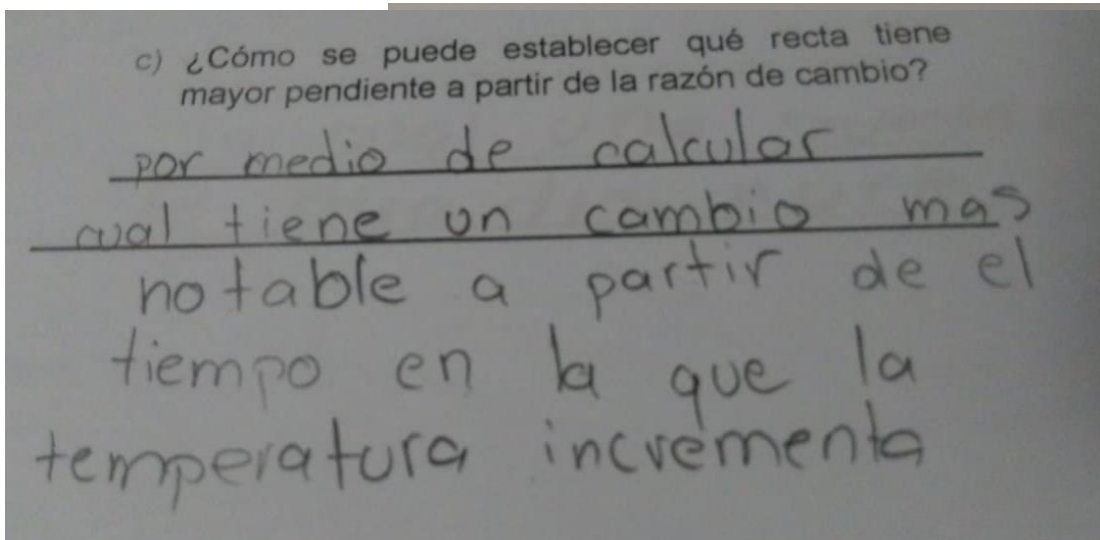 c) ¿Cómo se puede establecer qué recta tiene
mayor pendiente a partir de la razón de cambio?
por medio de calcular
cual tiene un cambio mas
notable a partir de el
tiempo en la que la
temperatura incrementa